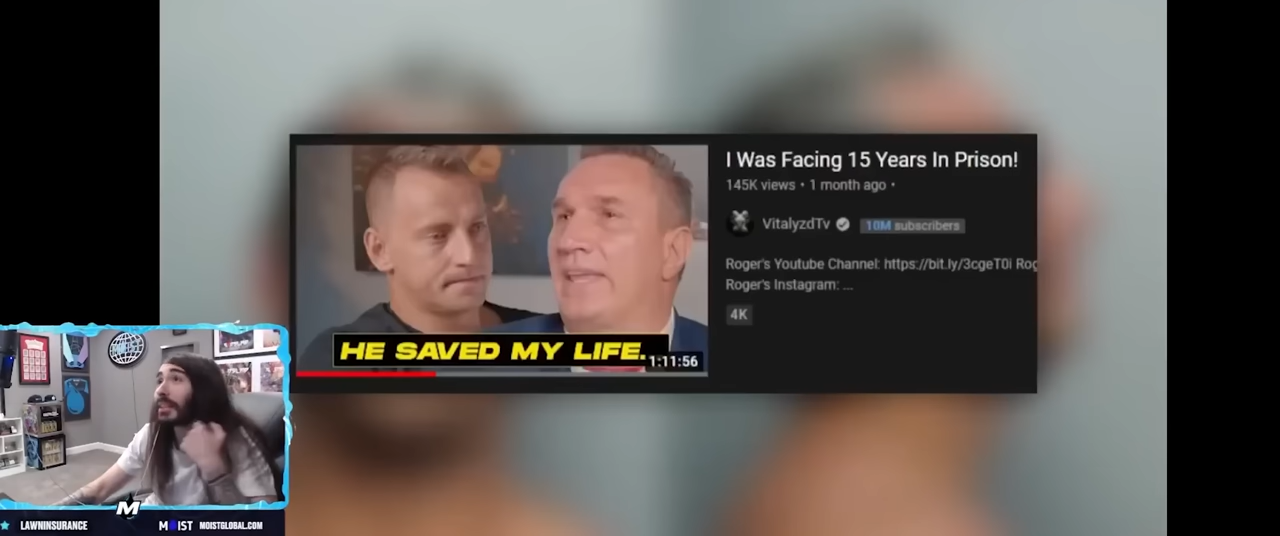 I Was Facing 15 Years In Prison!
145K views • 1 month ago •
VitalyzdTv
10M subscribers
Roger's Youtube Channel: https://bit.ly/3cgeT0i Rog
Roger's Instagram: ...
4K
HE SAVED MY LIFE.
1:11:56
M
LAWNINSURANCE
MOIST MOISTGLOBAL.COM